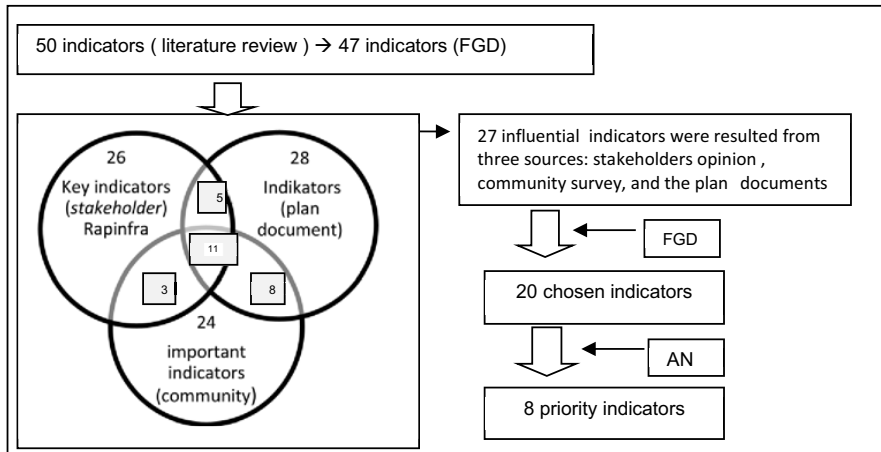 50 indicators ( literature review ) → 47 indicators (FGD)
26
Key indicators
(stakeholder)
Rapinfra
28
Indikators
(plan
document)
5
11
3
8
24
important
indicators
(community)
27 influential indicators were resulted from
three sources: stakeholders opinion ,
community survey, and the plan documents
FGD
20 chosen indicators
AN
8 priority indicators